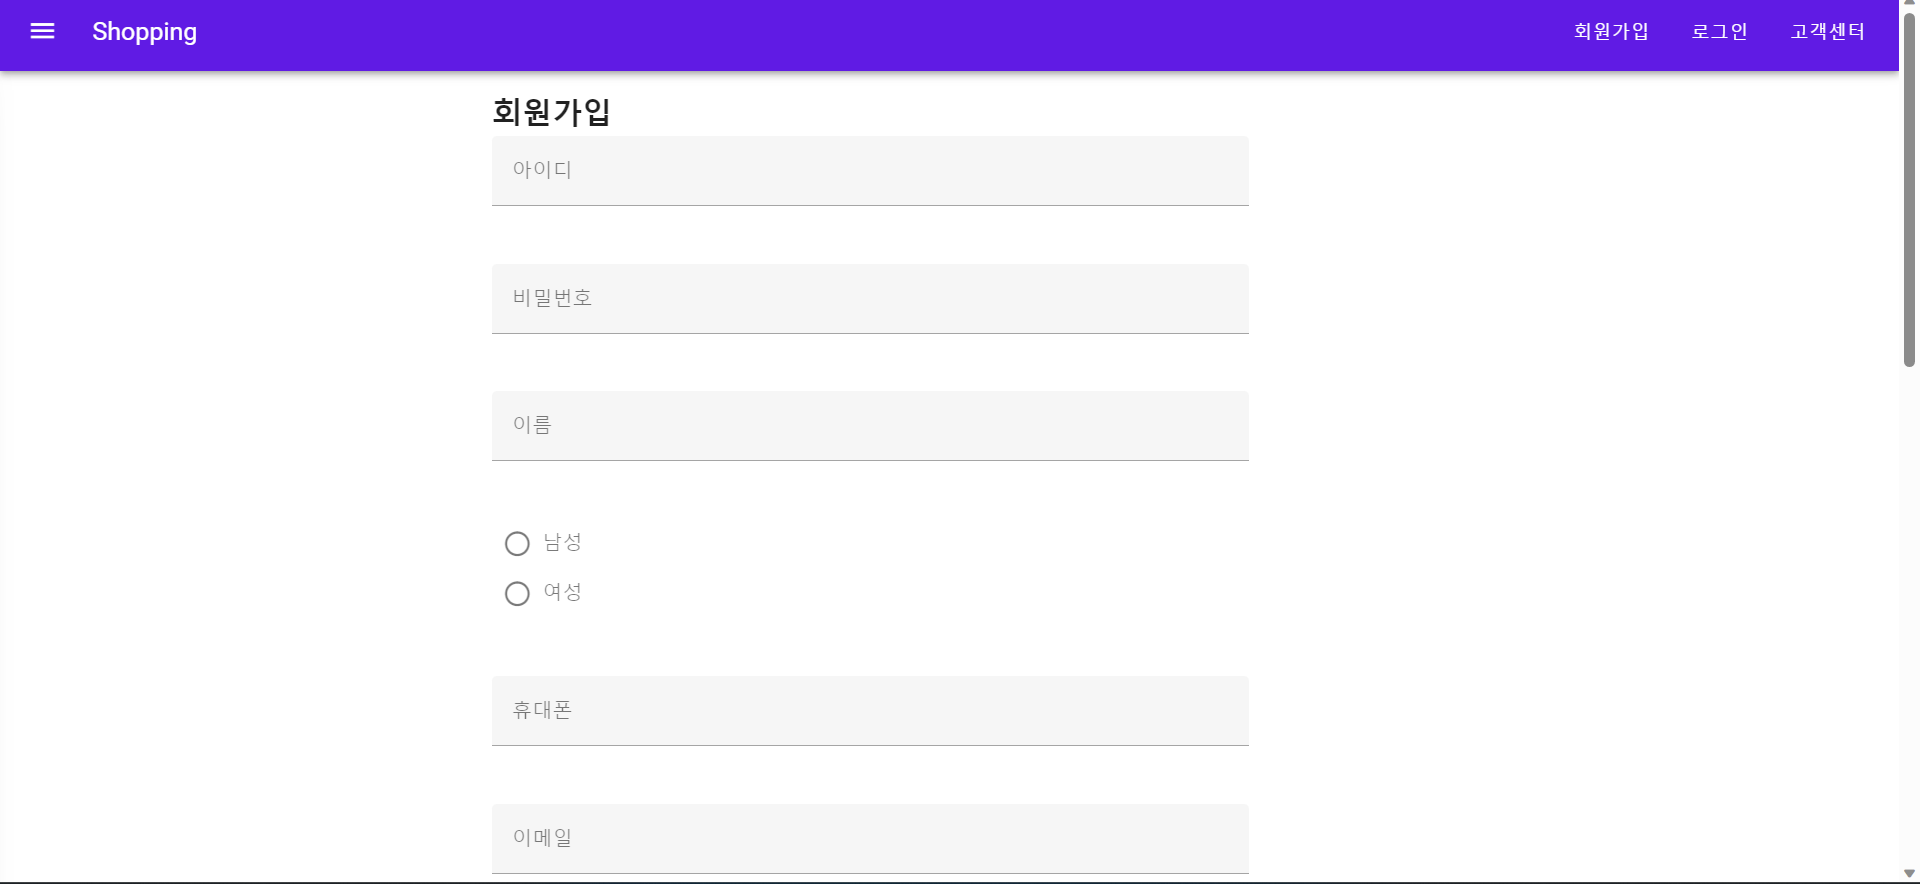 Shopping 회원가입 로그인 고객센터
회원가입
아이디
비밀번호
이름
남성
여성
휴대폰
이메일